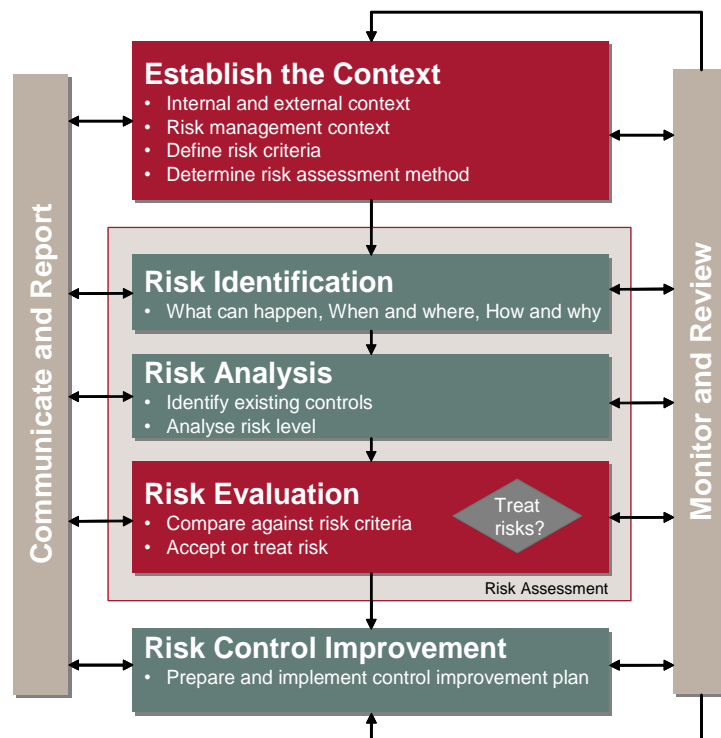 Establish the Context
• Internal and external context
• Risk management context
• Define risk criteria
• Determine risk assessment method
Communicate and Report
Monitor and Review
Risk Identification
• What can happen, When and where, How and why
Risk Analysis
• Identify existing controls
• Analyse risk level
Risk Evaluation
• Compare against risk criteria
• Accept or treat risk
Treat
risks?
Risk Assessment
Risk Control Improvement
• Prepare and implement control improvement plan